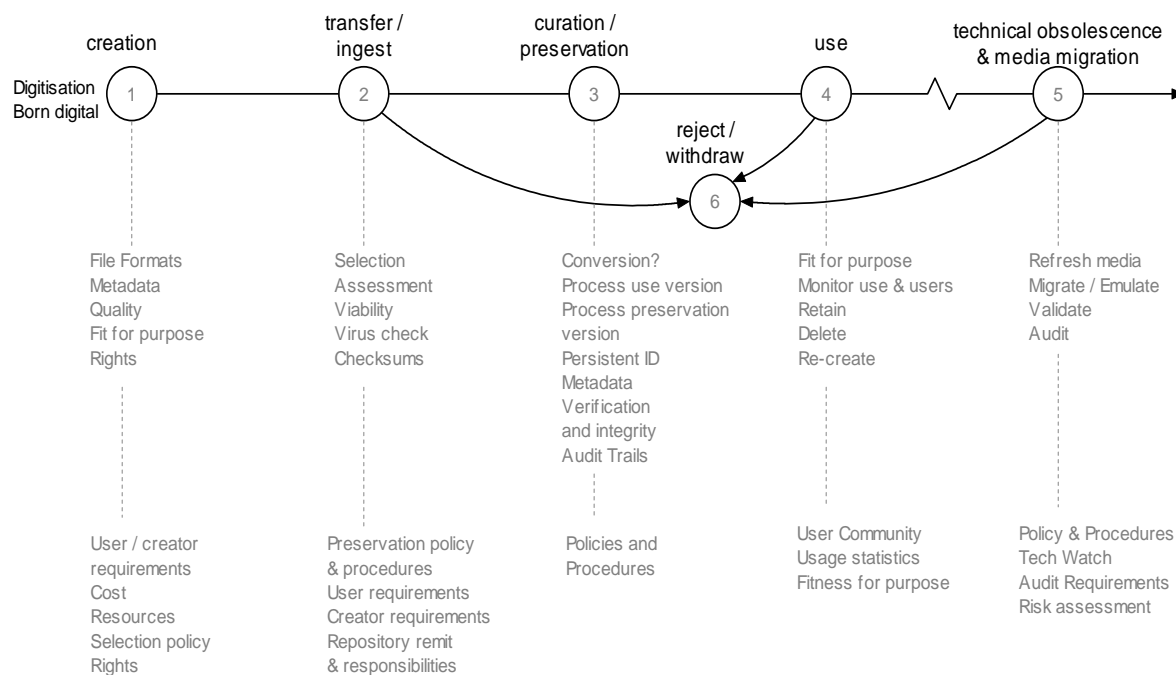 creation
transfer /
ingest
curation /
preservation
use
technical obsolescence
& media migration
Digitisation
Born digital
1
2
3
4
5
reject /
withdraw
6
File Formats
Metadata
Quality
Fit for purpose
Rights
Selection
Assessment
Viability
Virus check
Checksums
Conversion?
Process use version
Process preservation
version
Persistent ID
Metadata
Verification
and integrity
Audit Trails
Fit for purpose
Monitor use & users
Retain
Delete
Re-create
Refresh media
Migrate / Emulate
Validate
Audit
User / creator
requirements
Cost
Resources
Selection policy
Rights
Preservation policy
& procedures
User requirements
Creator requirements
Repository remit
& responsibilities
Policies and
Procedures
User Community
Usage statistics
Fitness for purpose
Policy & Procedures
Tech Watch
Audit Requirements
Risk assessment